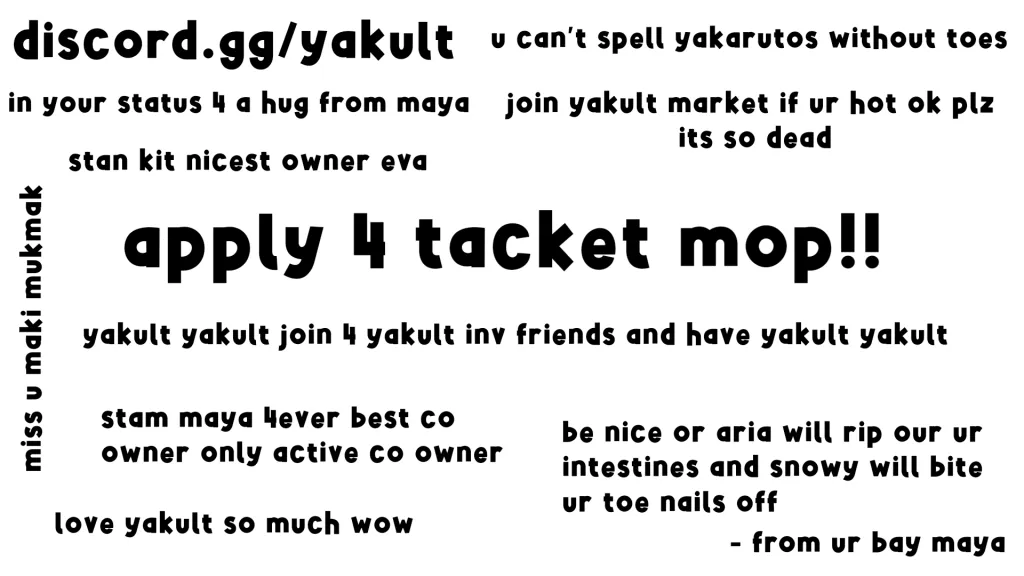 discord.gg/yakult
u can't spell yakarutos without toes
in your status 4 a hug from maya
join yakult market if ur hot ok plz
its so dead
stan kit nicest owner eva
miss u maki mukmak
apply 4 tacket mop!!
yakult yakult join 4 yakult inv friends and have yakult yakult
stam maya 4ever best co
owner only active co owner
be nice or aria will rip our ur
intestines and snowy will bite
ur toe nails off
love yakult so much wow
- from ur bay maya